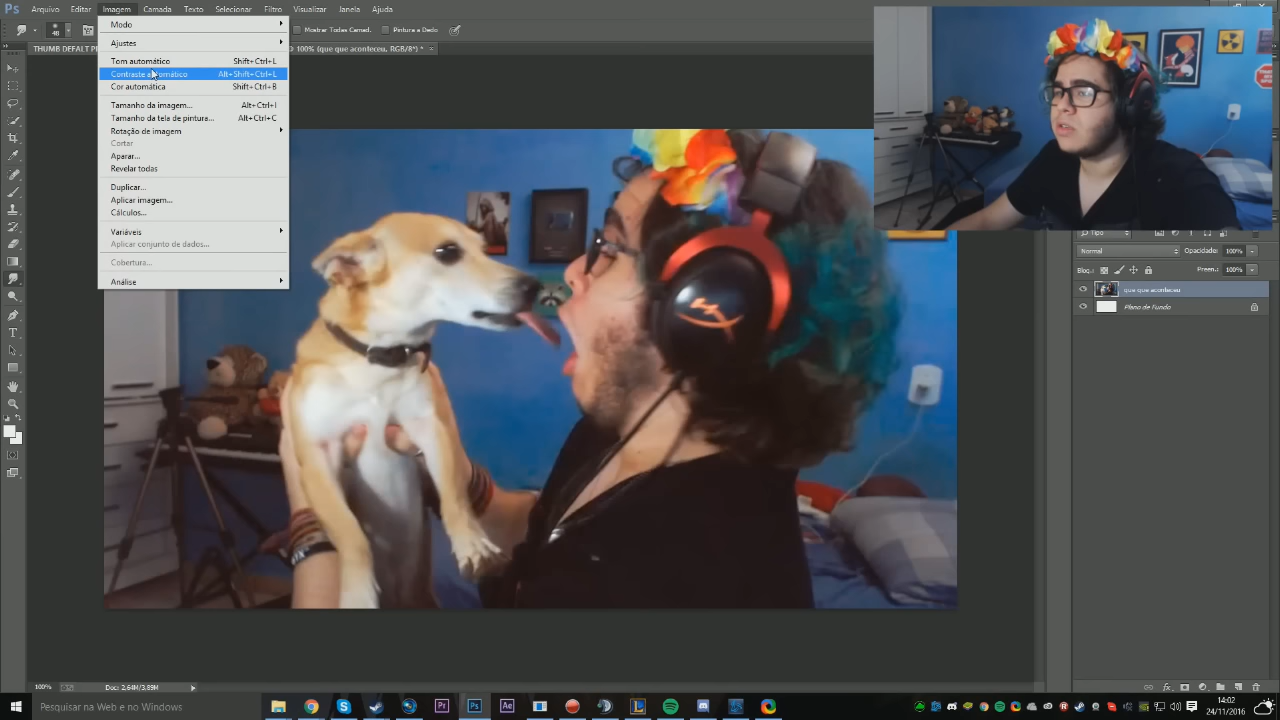 Ps Arquivo Editar Imagem Camada Texto Selecionar Filtro Visualizar Janela Ajuda
48 Mostrar Todas Camad. Pintura a Dedo
THUMB DEFALT P 100% (que que aconteceu, RGB/8*) *
Modo
Ajustes
Tom automático Shift+Ctrl+L
Contraste automático Alt+Shift+Ctrl+L
Cor automática Shift+Ctrl+B
Tamanho da imagem... Alt+Ctrl+I
Tamanho da tela de pintura... Alt+Ctrl+C
Rotação de imagem
Cortar
Aparar...
Revelar todas
Duplicar...
Aplicar imagem...
Cálculos...
Variáveis
Aplicar conjunto de dados...
Cobertura...
Análise
Tipo
Normal Opacidade: 100%
Bloq.: Preen.: 100%
que que aconteceu
Plano de Fundo
100% Doc: 2,64M/3,89M
Pesquisar na Web e no Windows
Pr Ps Ae
14:02
24/11/2016